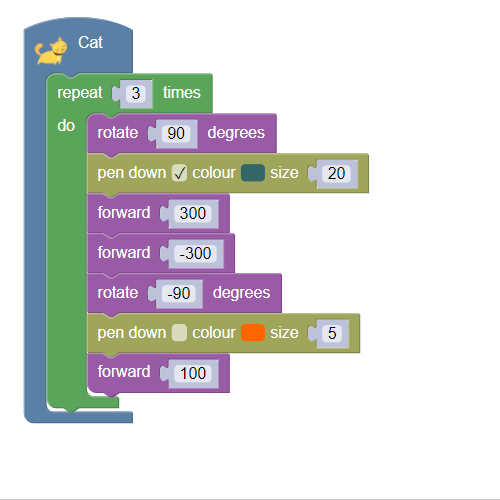 Cat
repeat 3 times
do
rotate 90 degrees
pen down ✓ colour size 20
forward 300
forward -300
rotate -90 degrees
pen down colour size 5
forward 100